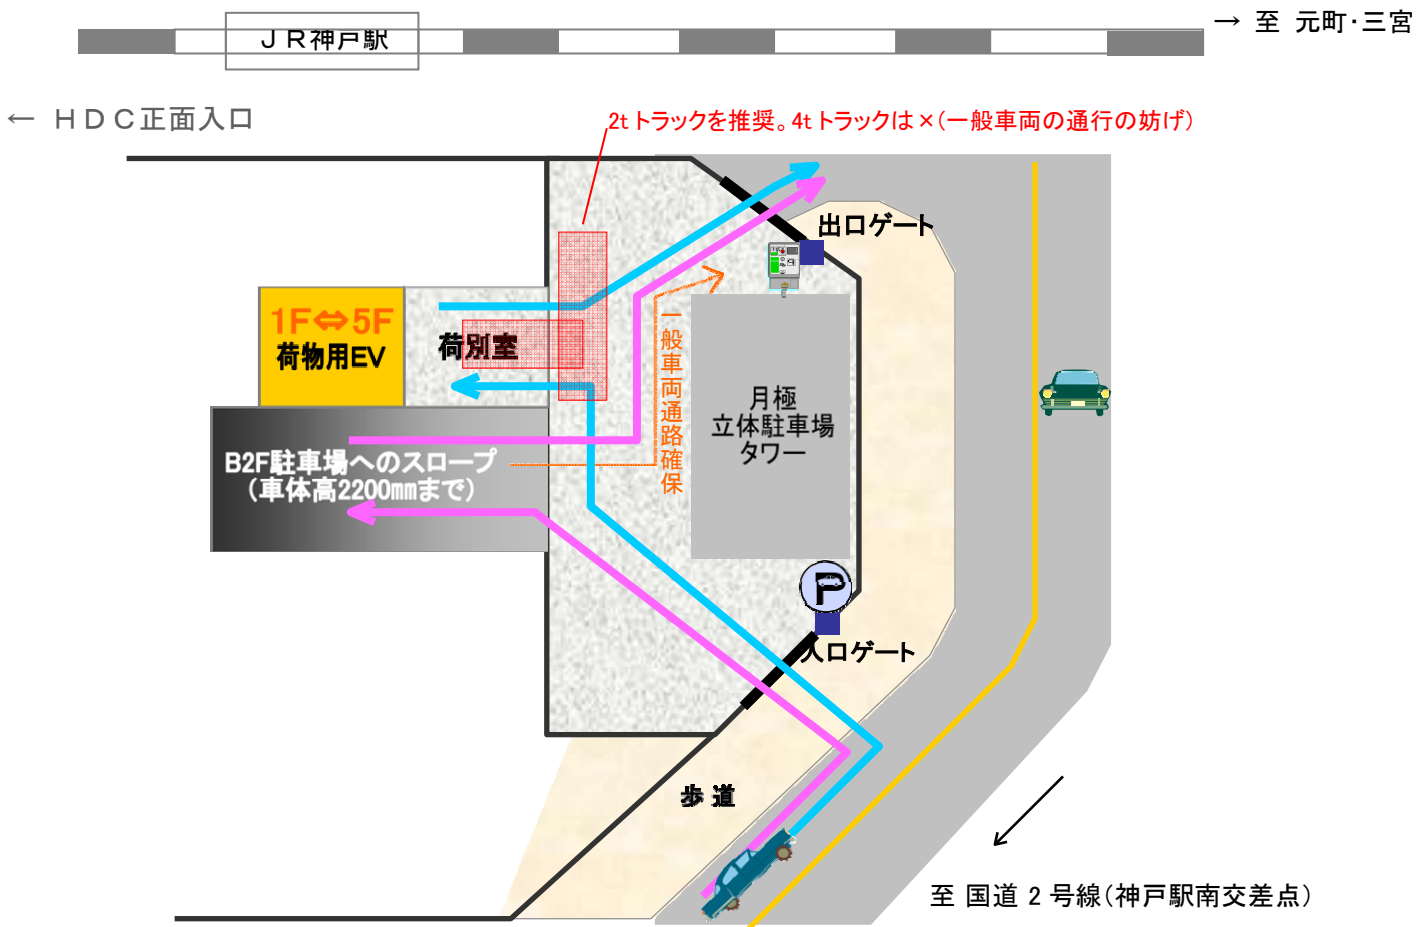 → 至 元町・三宮
ＪＲ神戸駅
← ＨＤＣ正面入口
2tトラックを推奨。4tトラックは×(一般車両の通行の妨げ)
出口ゲート
1F⇔5F
荷物用EV
荷別室
一般車両通路確保
月極
立体駐車場
タワー
B2F駐車場へのスロープ
(車体高2200mmまで)
P
入口ゲート
歩道
至 国道 2 号線(神戸駅南交差点)